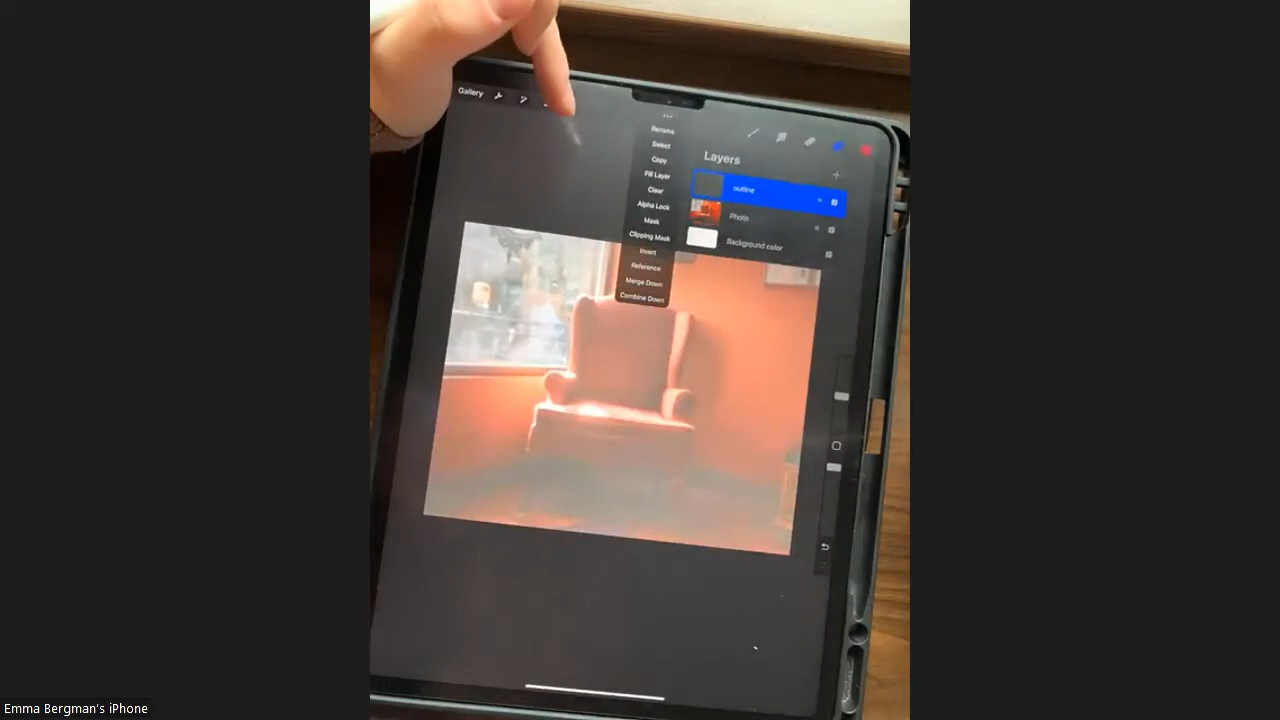 Gallery
Rename
Select
Copy
Fill Layer
Clear
Alpha Lock
Mask
Clipping Mask
Invert
Reference
Merge Down
Combine Down
Layers
outline
N
Photo
N
Background color
Emma Bergman's iPhone